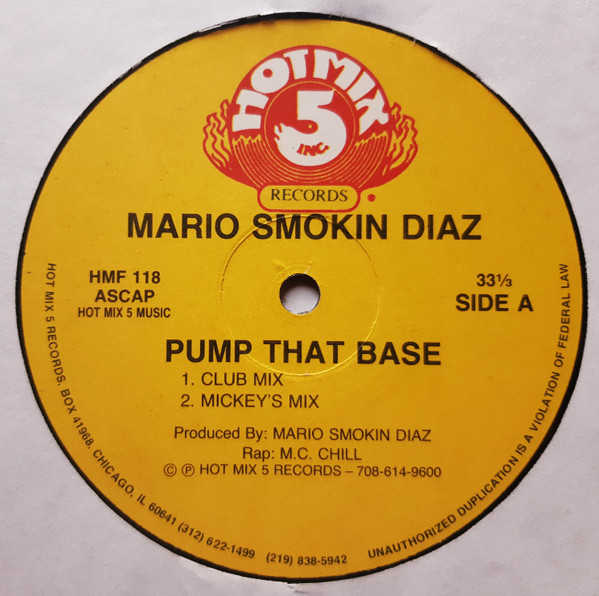 HOT MIX
5
INC.
RECORDS
MARIO SMOKIN DIAZ
HMF 118
ASCAP
HOT MIX 5 MUSIC
33⅓
SIDE A
PUMP THAT BASE
1. CLUB MIX
2. MICKEY'S MIX
Produced By: MARIO SMOKIN DIAZ
Rap: M.C. CHILL
© ℗ HOT MIX 5 RECORDS – 708-614-9600
HOT MIX 5 RECORDS. BOX 41968, CHICAGO, IL 60641 (312) 622-1499 (219) 838-5942
UNAUTHORIZED DUPLICATION IS A VIOLATION OF FEDERAL LAW